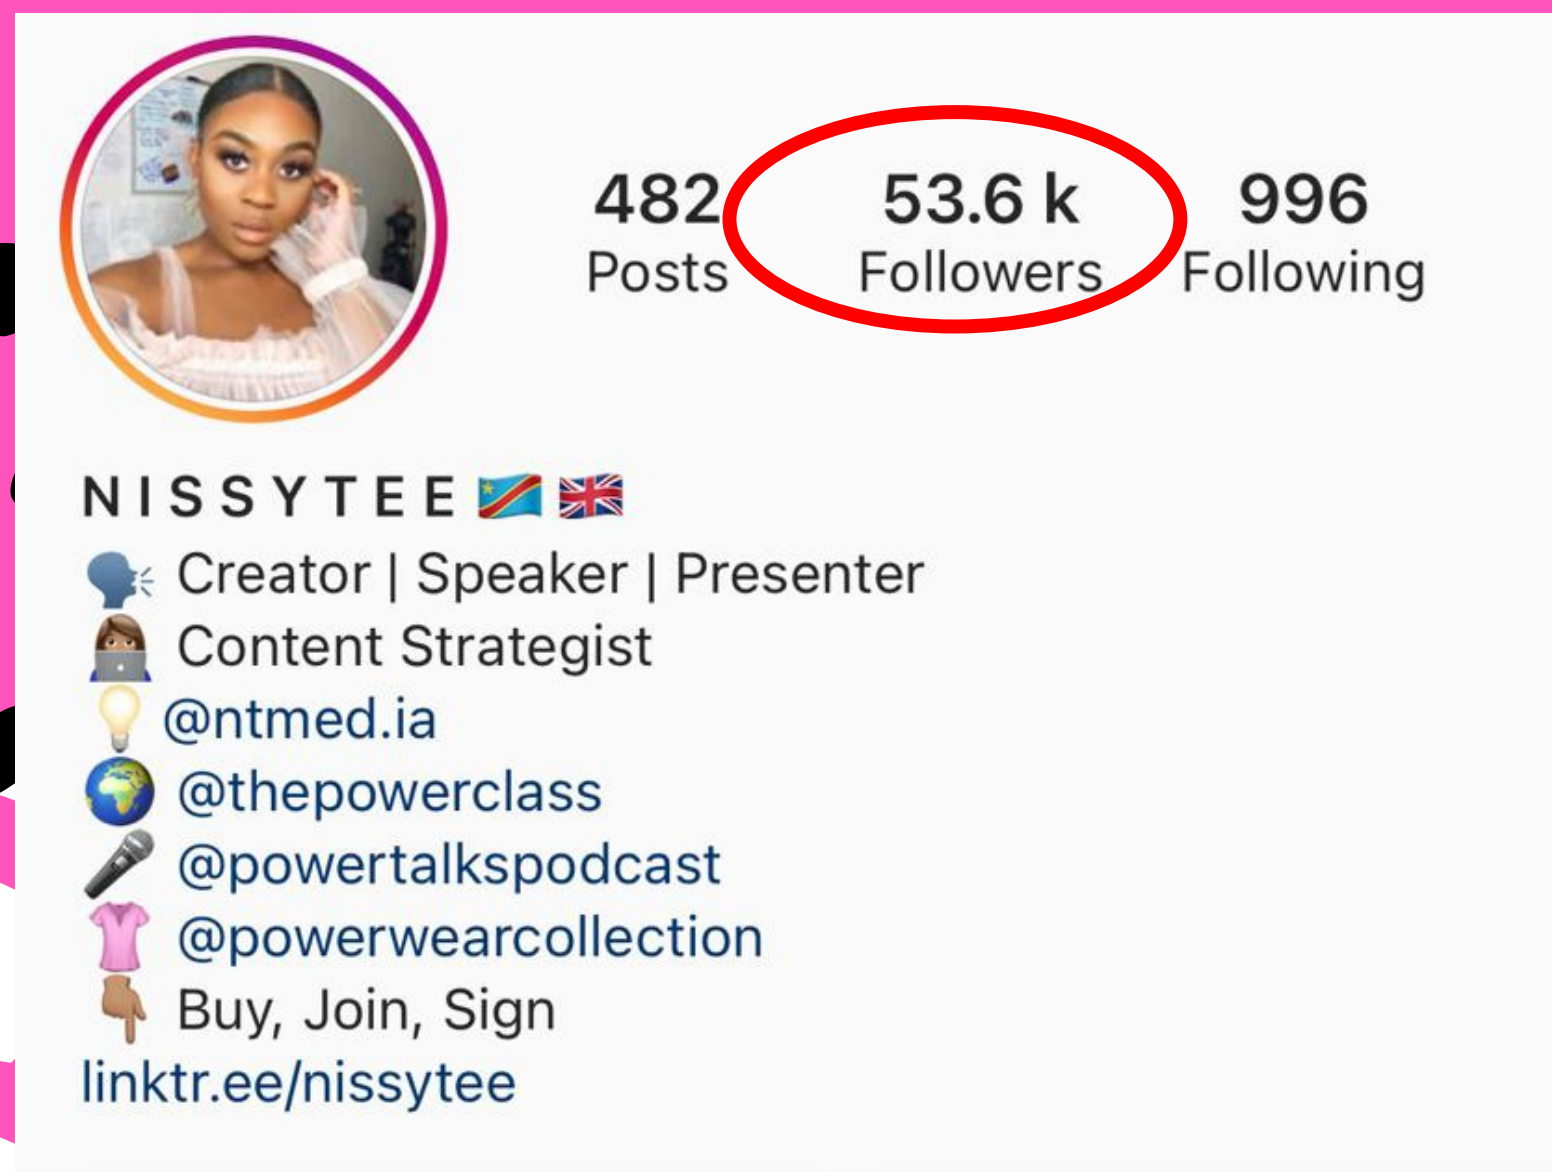 482 53.6 k 996
Posts Followers Following
N I S S Y T E E 🇨🇩 🇬🇧
🗣 Creator | Speaker | Presenter
👩🏽‍💻 Content Strategist
💡 @ntmed.ia
🌍 @thepowerclass
🎤 @powertalkspodcast
👚 @powerwearcollection
👇🏽 Buy, Join, Sign
linktr.ee/nissytee